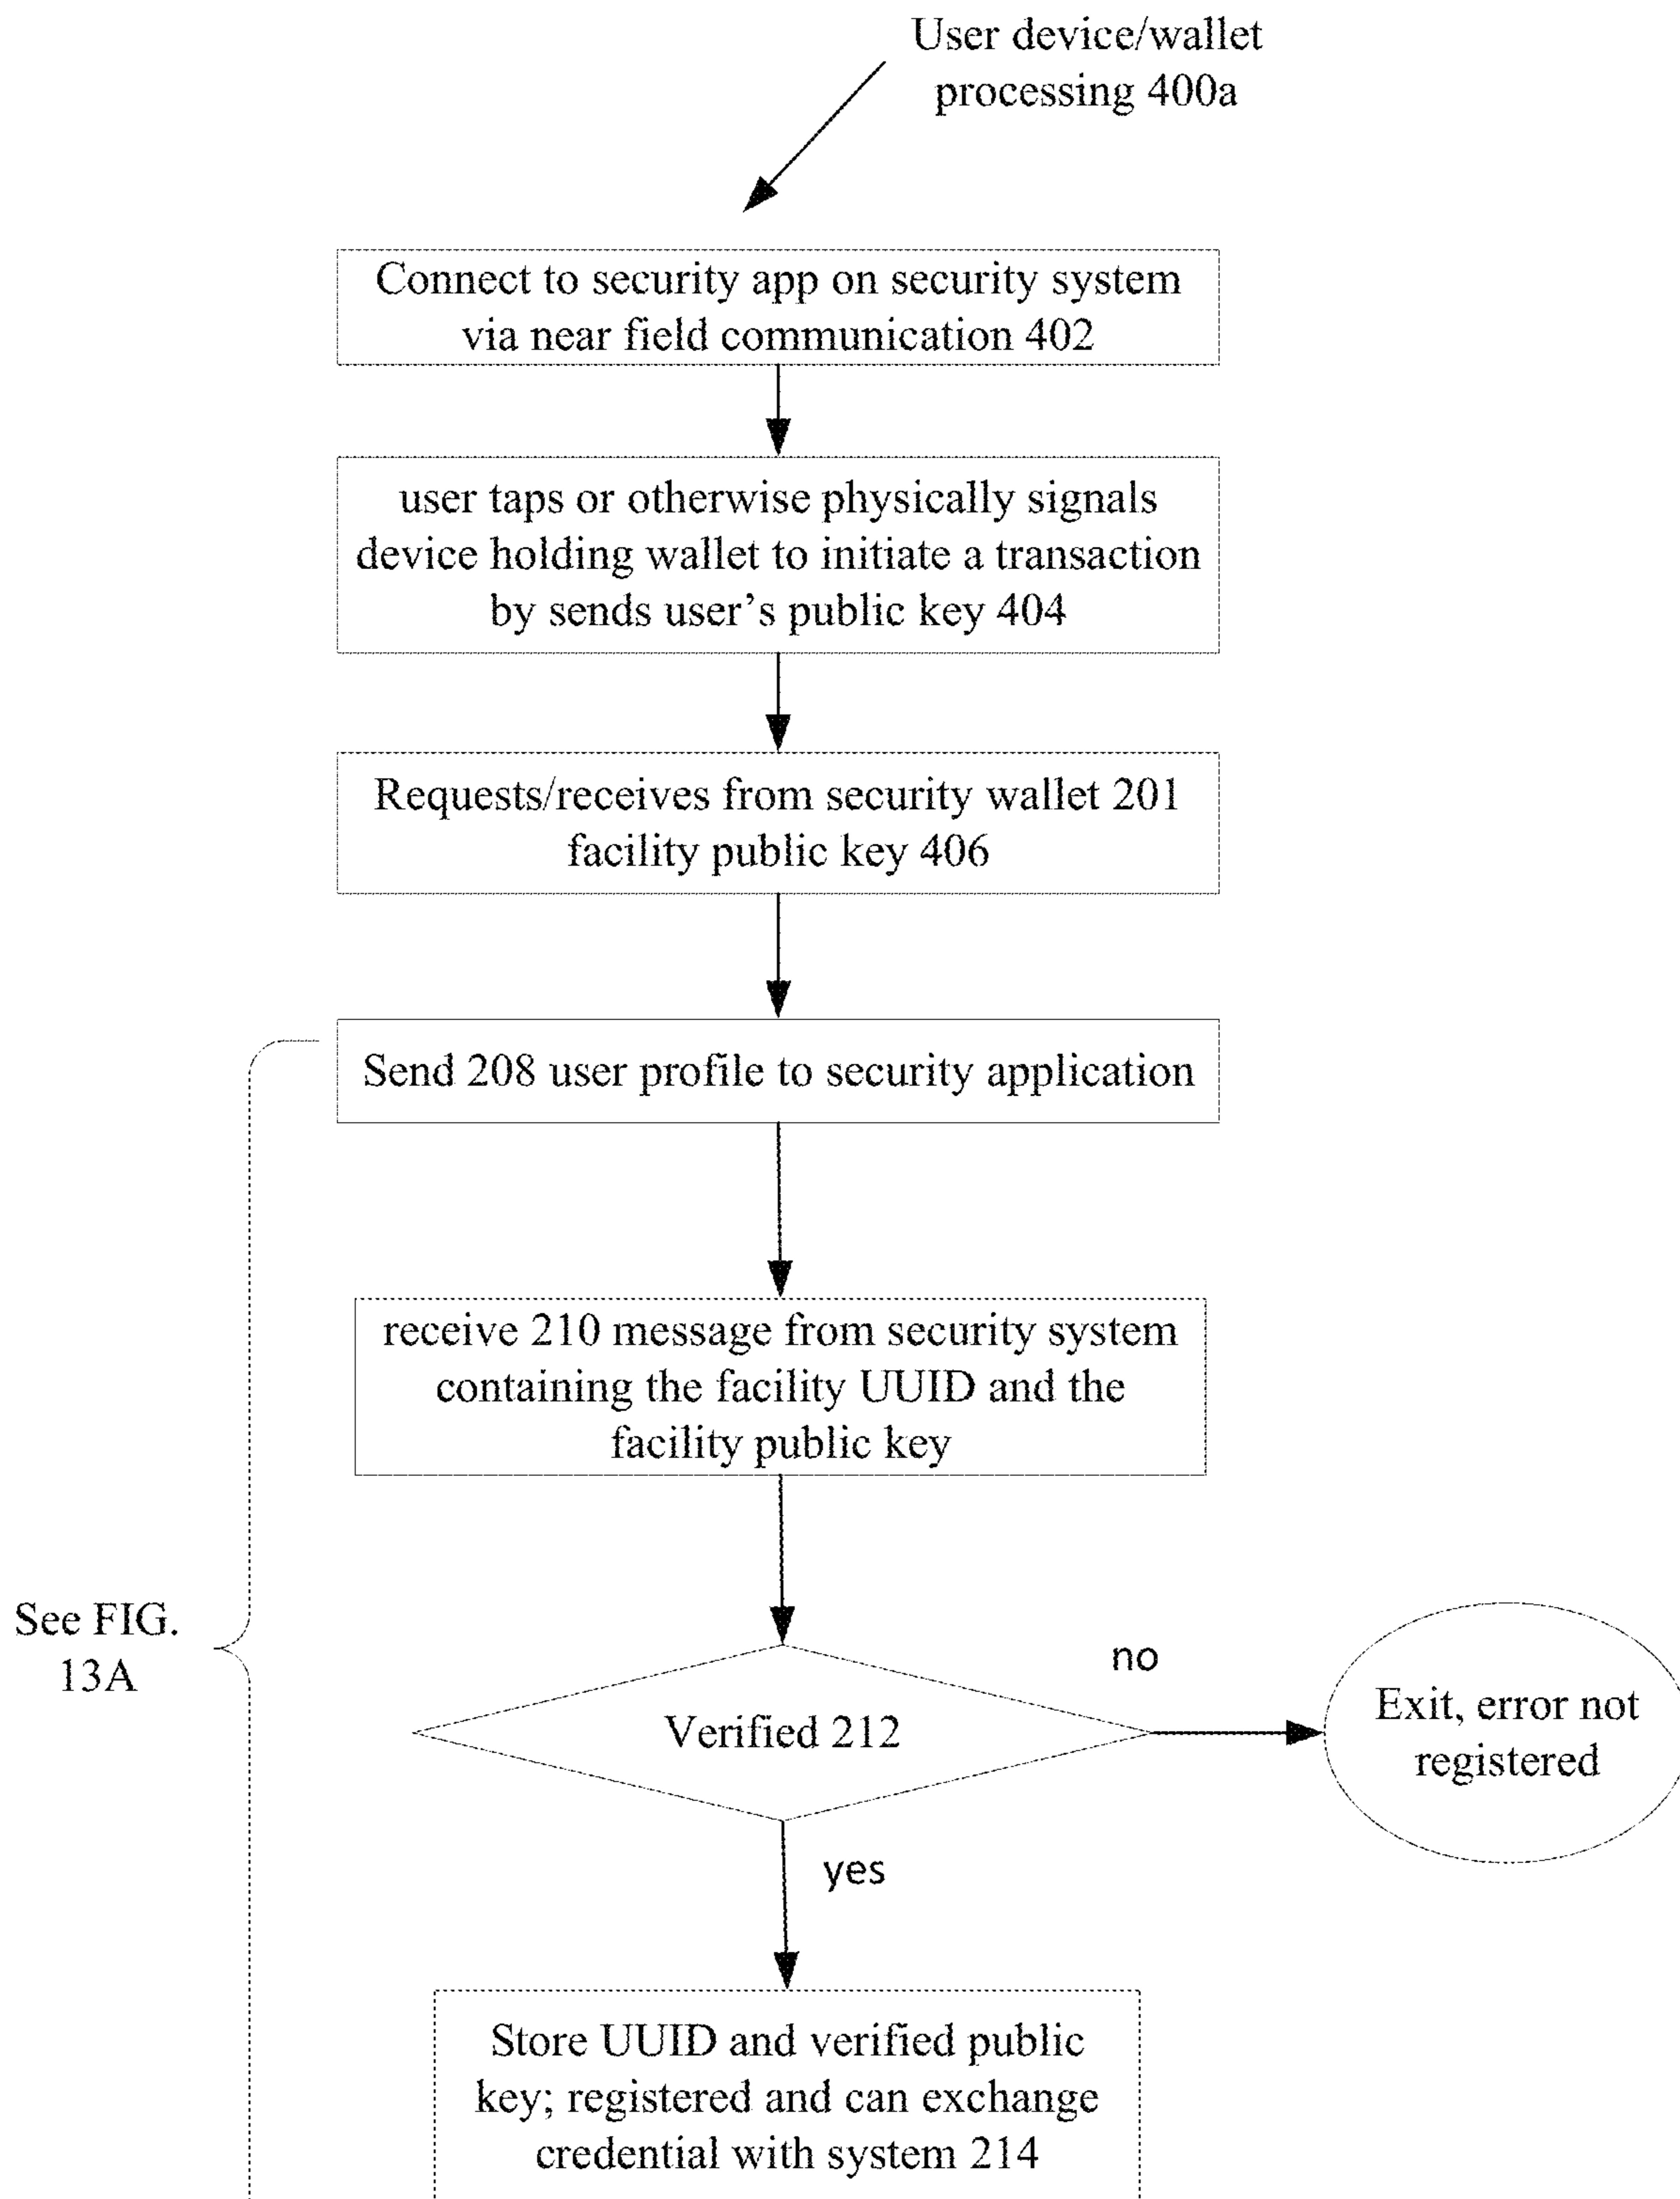 User device/wallet
processing 400a
Connect to security app on security system
via near field communication 402
user taps or otherwise physically signals
device holding wallet to initiate a transaction
by sends user’s public key 404
Requests/receives from security wallet 201
facility public key 406
Send 208 user profile to security application
receive 210 message from security system
containing the facility UUID and the
facility public key
See FIG.
13A
Verified 212
no
Exit, error not
registered
yes
Store UUID and verified public
key; registered and can exchange
credential with system 214